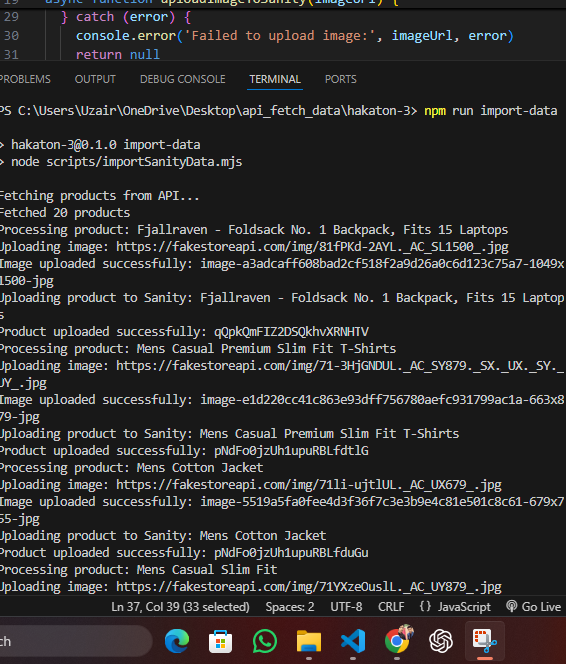 19 async function uploadImageToSanity(imageUrl) {
29 } catch (error) {
30 console.error('Failed to upload image:', imageUrl, error)
31 return null
PROBLEMS OUTPUT DEBUG CONSOLE TERMINAL PORTS
PS C:\Users\Uzair\OneDrive\Desktop\api_fetch_data\hakaton-3> npm run import-data
> hakaton-3@0.1.0 import-data
> node scripts/importSanityData.mjs
Fetching products from API...
Fetched 20 products
Processing product: Fjallraven - Foldsack No. 1 Backpack, Fits 15 Laptops
Uploading image: https://fakestoreapi.com/img/81fPKd-2AYL._AC_SL1500_.jpg
Image uploaded successfully: image-a3adcaff608bad2cf518f2a9d26a0c6d123c75a7-1049x
1500-jpg
Uploading product to Sanity: Fjallraven - Foldsack No. 1 Backpack, Fits 15 Laptop
s
Product uploaded successfully: qQpkQmFIZ2DSQkhvXRNHTV
Processing product: Mens Casual Premium Slim Fit T-Shirts
Uploading image: https://fakestoreapi.com/img/71-3HjGNDUL._AC_SY879._SX._UX._SY._
UY_.jpg
Image uploaded successfully: image-e1d220cc41c863e93dff756780aefc931799ac1a-663x8
79-jpg
Uploading product to Sanity: Mens Casual Premium Slim Fit T-Shirts
Product uploaded successfully: pNdFo0jzUh1upuRBLfdtlG
Processing product: Mens Cotton Jacket
Uploading image: https://fakestoreapi.com/img/71li-ujtlUL._AC_UX679_.jpg
Image uploaded successfully: image-5519a5fa0fee4d3f36f7c3e3b9e4c81e501c8c61-679x7
55-jpg
Uploading product to Sanity: Mens Cotton Jacket
Product uploaded successfully: pNdFo0jzUh1upuRBLfduGu
Processing product: Mens Casual Slim Fit
Uploading image: https://fakestoreapi.com/img/71YXzeOuslL._AC_UY879_.jpg
Ln 37, Col 39 (33 selected) Spaces: 2 UTF-8 CRLF {} JavaScript Go Live
ch